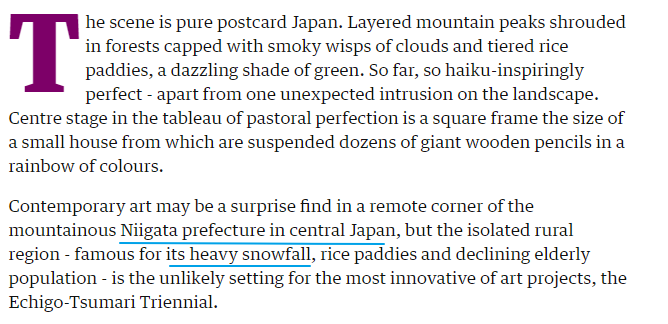 The scene is pure postcard Japan. Layered mountain peaks shrouded
in forests capped with smoky wisps of clouds and tiered rice
paddies, a dazzling shade of green. So far, so haiku-inspiringly
perfect - apart from one unexpected intrusion on the landscape.
Centre stage in the tableau of pastoral perfection is a square frame the size of
a small house from which are suspended dozens of giant wooden pencils in a
rainbow of colours.
Contemporary art may be a surprise find in a remote corner of the
mountainous Niigata prefecture in central Japan, but the isolated rural
region - famous for its heavy snowfall, rice paddies and declining elderly
population - is the unlikely setting for the most innovative of art projects, the
Echigo-Tsumari Triennial.